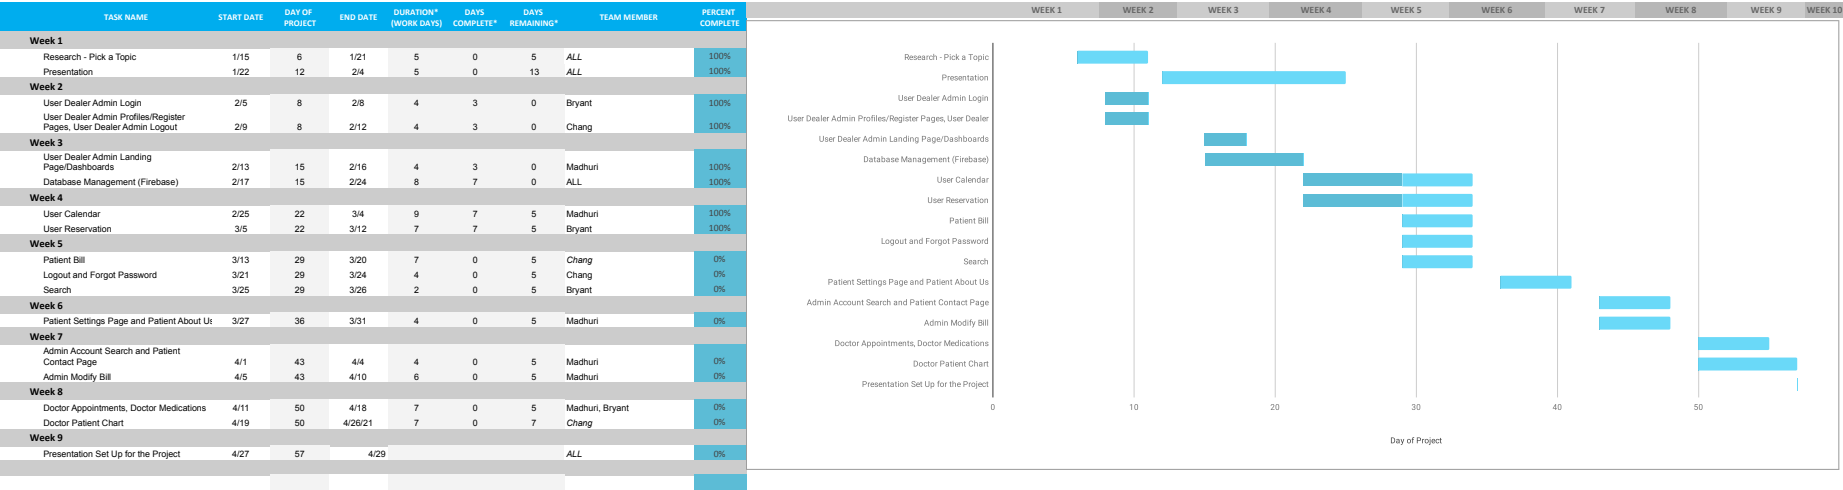 TASK NAME START DATE DAY OF PROJECT END DATE DURATION* (WORK DAYS) DAYS COMPLETE* DAYS REMAINING* TEAM MEMBER PERCENT COMPLETE
Week 1
Research - Pick a Topic 1/15 6 1/21 5 0 5 ALL 100%
Presentation 1/22 12 2/4 5 0 13 ALL 100%
Week 2
User Dealer Admin Login 2/5 8 2/8 4 3 0 Bryant 100%
User Dealer Admin Profiles/Register
Pages, User Dealer Admin Logout 2/9 8 2/12 4 3 0 Chang 100%
Week 3
User Dealer Admin Landing
Page/Dashboards 2/13 15 2/16 4 3 0 Madhuri 100%
Database Management (Firebase) 2/17 15 2/24 8 7 0 ALL 100%
Week 4
User Calendar 2/25 22 3/4 9 7 5 Madhuri 100%
User Reservation 3/5 22 3/12 7 7 5 Bryant 100%
Week 5
Patient Bill 3/13 29 3/20 7 0 5 Chang 0%
Logout and Forgot Password 3/21 29 3/24 4 0 5 Chang 0%
Search 3/25 29 3/26 2 0 5 Bryant 0%
Week 6
Patient Settings Page and Patient About Us 3/27 36 3/31 4 0 5 Madhuri 0%
Week 7
Admin Account Search and Patient
Contact Page 4/1 43 4/4 4 0 5 Madhuri 0%
Admin Modify Bill 4/5 43 4/10 6 0 5 Madhuri 0%
Week 8
Doctor Appointments, Doctor Medications 4/11 50 4/18 7 0 5 Madhuri, Bryant 0%
Doctor Patient Chart 4/19 50 4/26/21 7 0 7 Chang 0%
Week 9
Presentation Set Up for the Project 4/27 57 4/29 ALL 0%
WEEK 1 WEEK 2 WEEK 3 WEEK 4 WEEK 5 WEEK 6 WEEK 7 WEEK 8 WEEK 9 WEEK 10
Research - Pick a Topic
Presentation
User Dealer Admin Login
User Dealer Admin Profiles/Register Pages, User Dealer
User Dealer Admin Landing Page/Dashboards
Database Management (Firebase)
User Calendar
User Reservation
Patient Bill
Logout and Forgot Password
Search
Patient Settings Page and Patient About Us
Admin Account Search and Patient Contact Page
Admin Modify Bill
Doctor Appointments, Doctor Medications
Doctor Patient Chart
Presentation Set Up for the Project
0 10 20 30 40 50
Day of Project